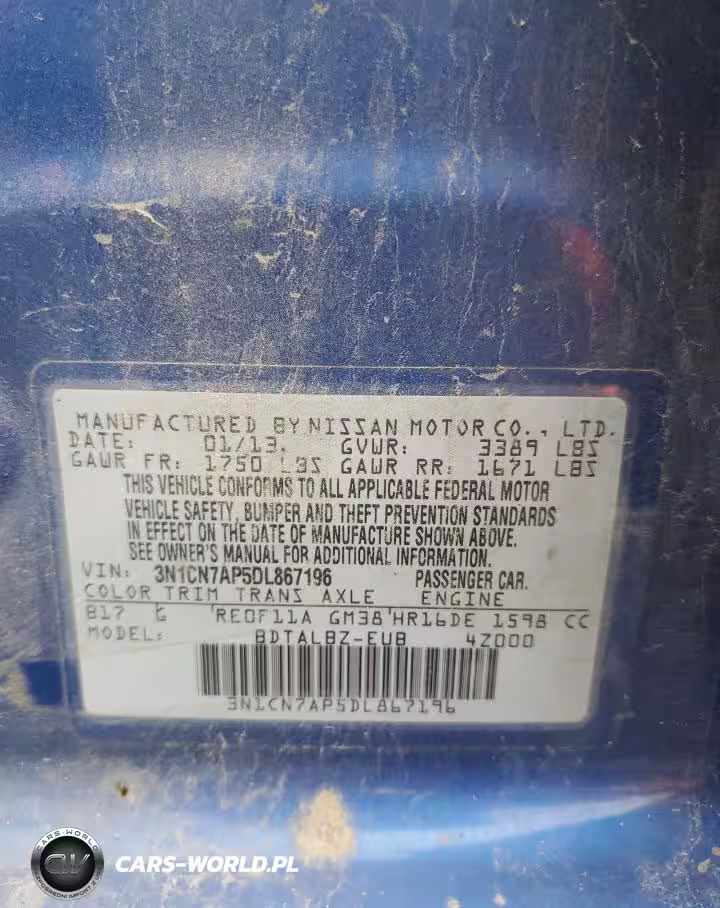 MANUFACTURED BY NISSAN MOTOR CO., LTD.
DATE: 01/13. GVWR: 3389 LBS
GAWR FR: 1750 LBS GAWR RR: 1671 LBS
THIS VEHICLE CONFORMS TO ALL APPLICABLE FEDERAL MOTOR
VEHICLE SAFETY, BUMPER AND THEFT PREVENTION STANDARDS
IN EFFECT ON THE DATE OF MANUFACTURE SHOWN ABOVE.
SEE OWNER'S MANUAL FOR ADDITIONAL INFORMATION.
VIN: 3N1CN7AP5DL867196 PASSENGER CAR.
COLOR TRIM TRANS AXLE ENGINE
B17 G RE0F11A GM38 HR16DE 1598 CC
MODEL: BDTALBZ-EUB 4Z000
3N1CN7AP5DL867196
CARS-WORLD
CARS-WORLD.PL